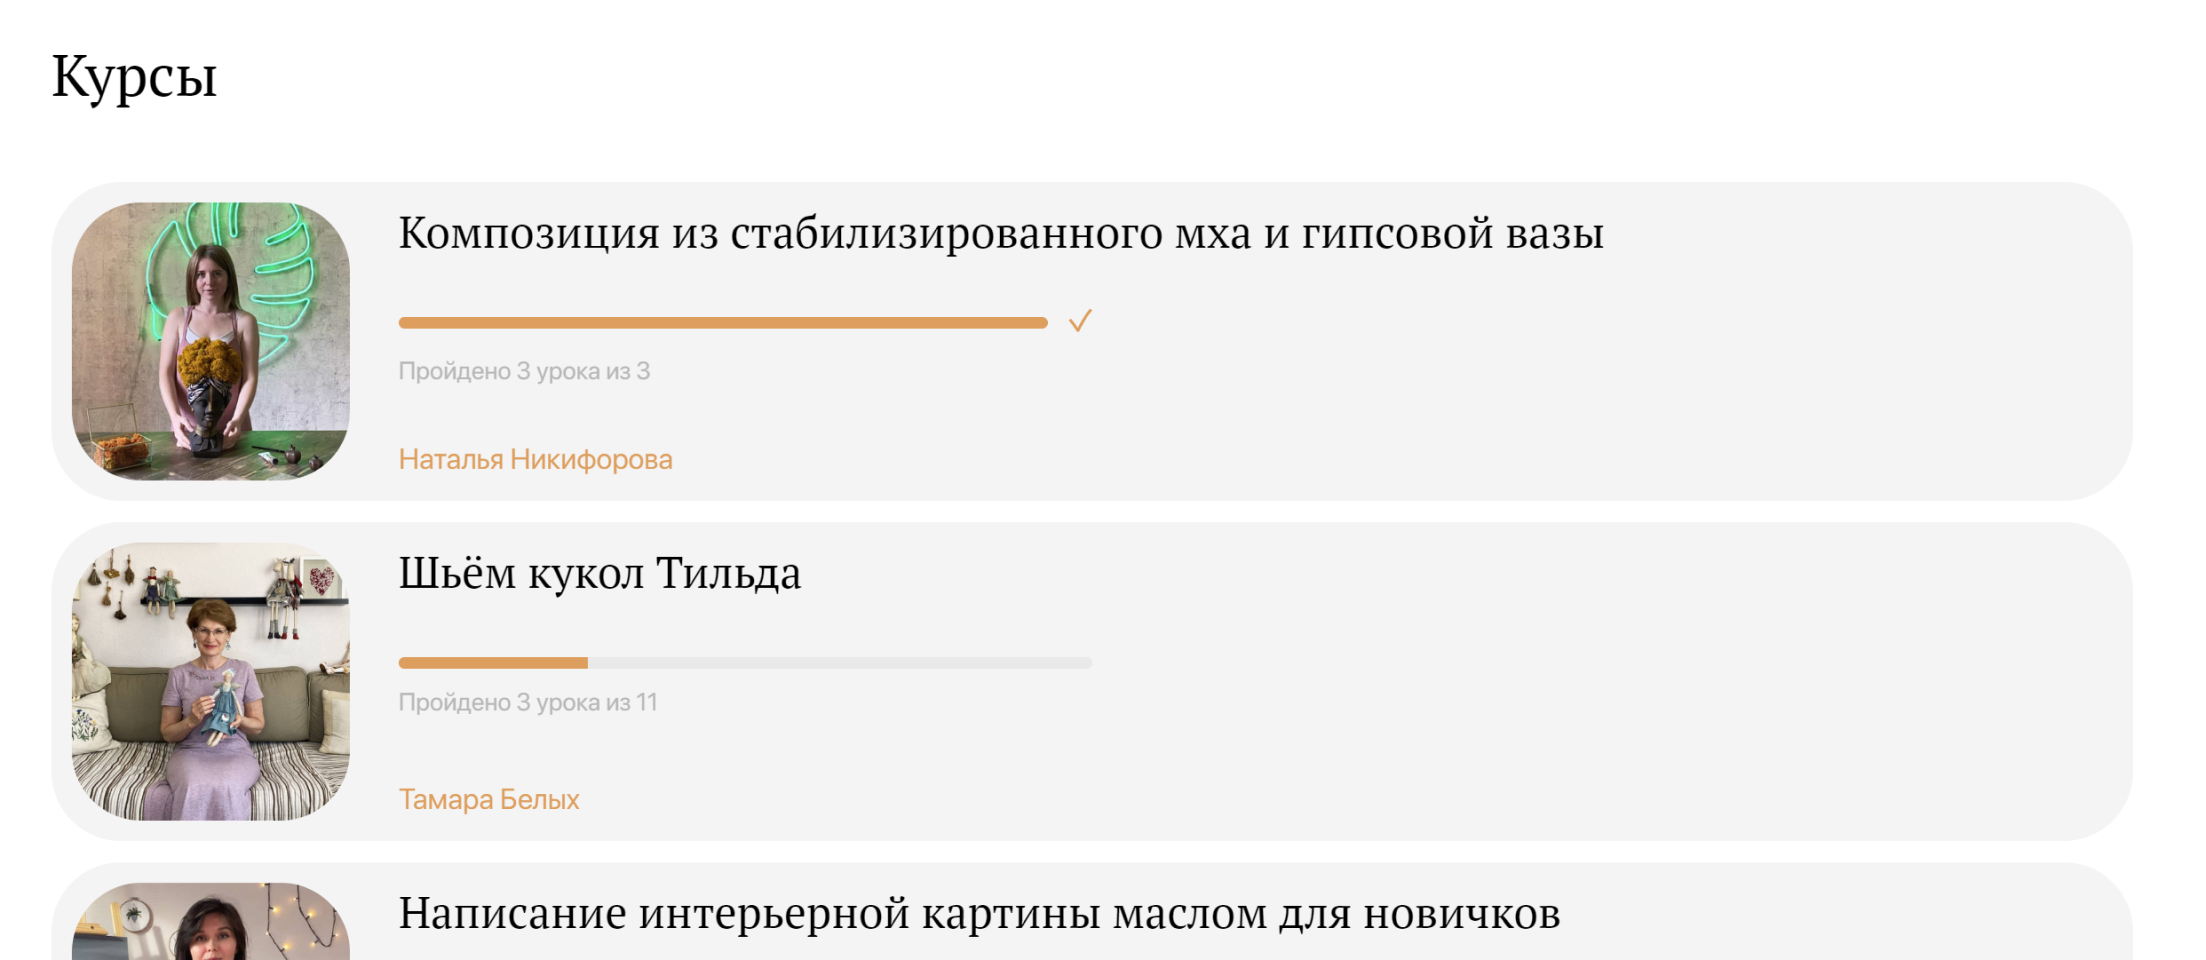 Курсы
Композиция из стабилизированного мха и гипсовой вазы
Пройдено 3 урока из 3
Наталья Никифорова
Шьём кукол Тильда
Пройдено 3 урока из 11
Тамара Белых
Написание интерьерной картины маслом для новичков